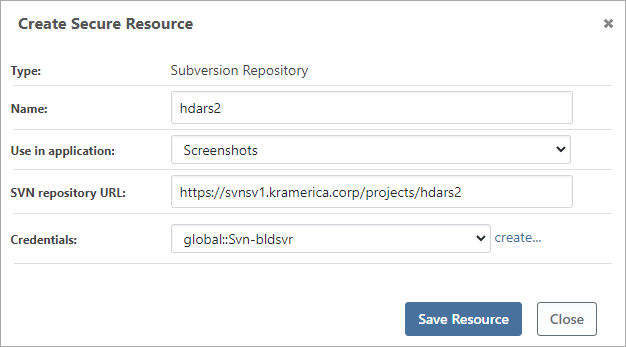 Create Secure Resource
Type: Subversion Repository
Name: hdars2
Use in application: Screenshots
SVN repository URL: https://svnsv1.kramerica.corp/projects/hdars2
Credentials: global::Svn-bldsvr create...
Save Resource Close